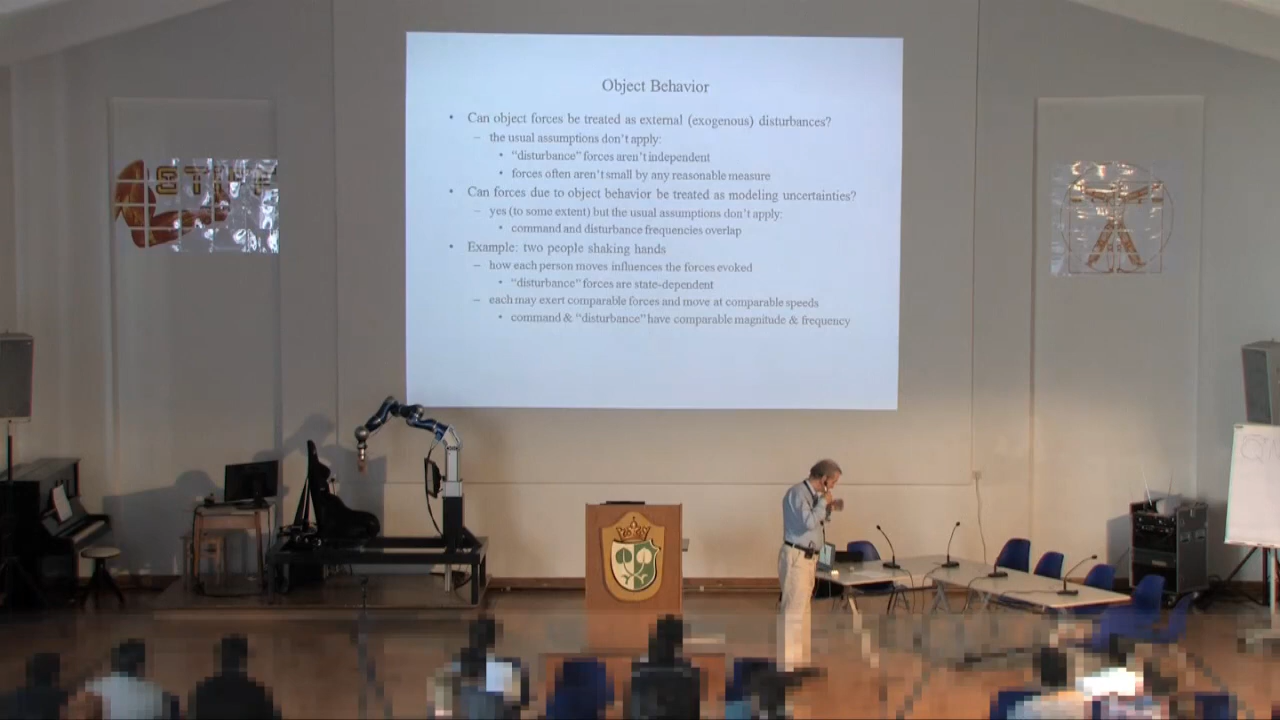 Object Behavior
• Can object forces be treated as external (exogenous) disturbances?
– the usual assumptions don't apply:
• "disturbance" forces aren't independent
• forces often aren't small by any reasonable measure
• Can forces due to object behavior be treated as modeling uncertainties?
– yes (to some extent) but the usual assumptions don't apply:
• command and disturbance frequencies overlap
• Example: two people shaking hands
– how each person moves influences the forces evoked
• "disturbance" forces are state-dependent
– each may exert comparable forces and move at comparable speeds
• command & "disturbance" have comparable magnitude & frequency